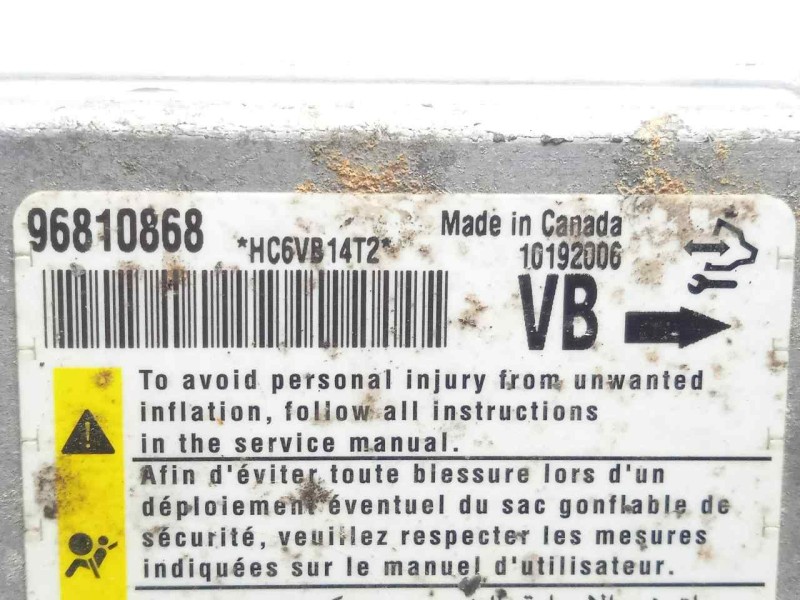 96810868
*HC6VB14T2*
Made in Canada
10192006
VB
To avoid personal injury from unwanted
inflation, follow all instructions
in the service manual.
Afin d'éviter toute blessure lors d'un
déploiement éventuel du sac gonflable de
sécurité, veuillez respecter les mesures
indiquées sur le manuel d'utilisateur.